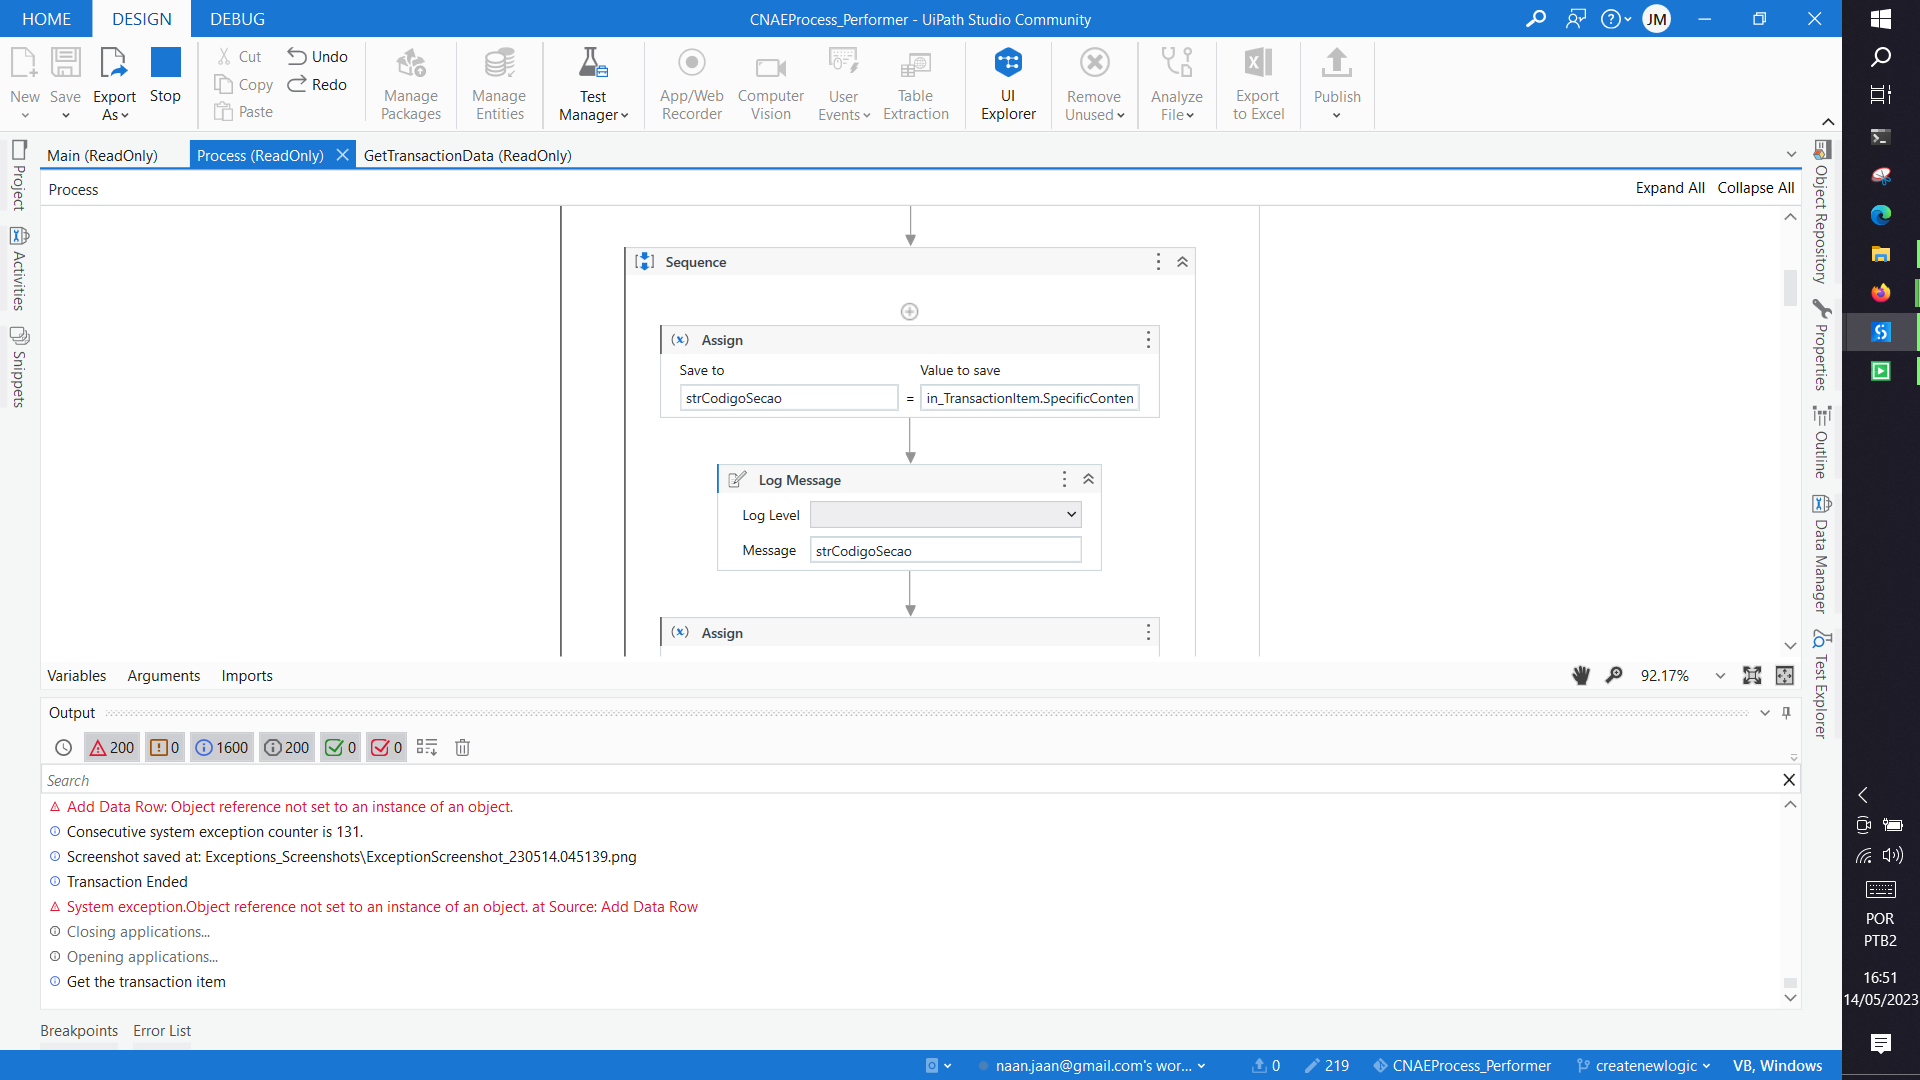 HOME DESIGN DEBUG CNAEProcess_Performer - UiPath Studio Community JM
New Save Export As Stop Cut Copy Paste Undo Redo
Manage Packages
Manage Entities
Test Manager
App/Web Recorder
Computer Vision
User Events
Table Extraction
UI Explorer
Remove Unused
Analyze File
Export to Excel
Publish
Main (ReadOnly) Process (ReadOnly) GetTransactionData (ReadOnly)
Process Expand All Collapse All
Project
Activities
Snippets
Sequence
Assign
Save to Value to save
strCodigoSecao = in_TransactionItem.SpecificConten
Log Message
Log Level
Message strCodigoSecao
Assign
Object Repository
Properties
Outline
Data Manager
Test Explorer
Variables Arguments Imports 92.17%
Output
200 0 1600 200 0 0
Search
Add Data Row: Object reference not set to an instance of an object.
Consecutive system exception counter is 131.
Screenshot saved at: Exceptions_Screenshots\ExceptionScreenshot_230514.045139.png
Transaction Ended
System exception.Object reference not set to an instance of an object. at Source: Add Data Row
Closing applications...
Opening applications...
Get the transaction item
Breakpoints Error List
naan.jaan@gmail.com's wor... 0 219 CNAEProcess_Performer createnewlogic VB, Windows
POR
PTB2
16:51
14/05/2023